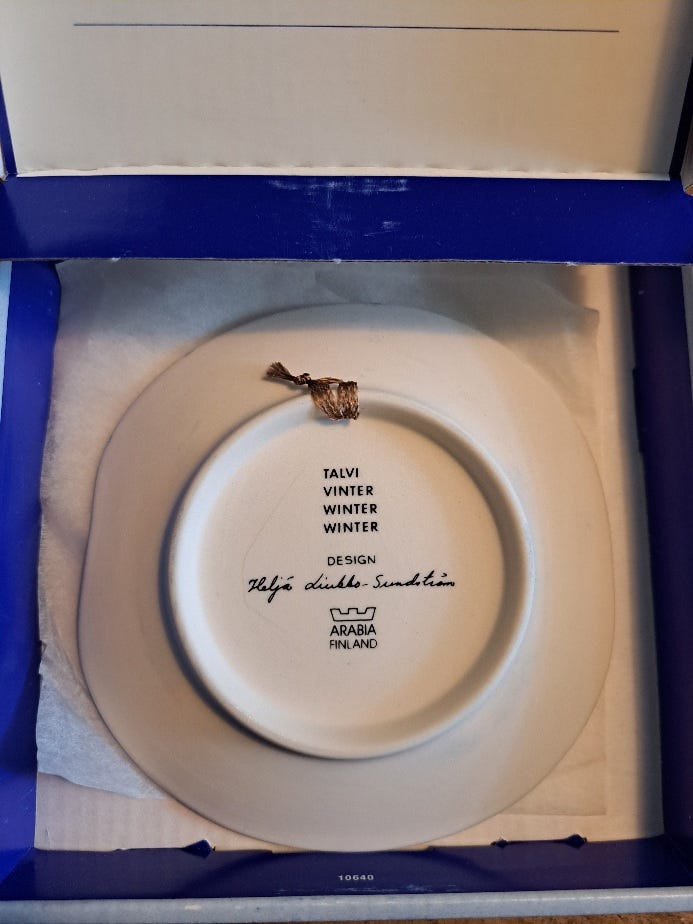 TALVI
VINTER
WINTER
WINTER
DESIGN
Heljä Liukko-Sundström
ARABIA
FINLAND
10640